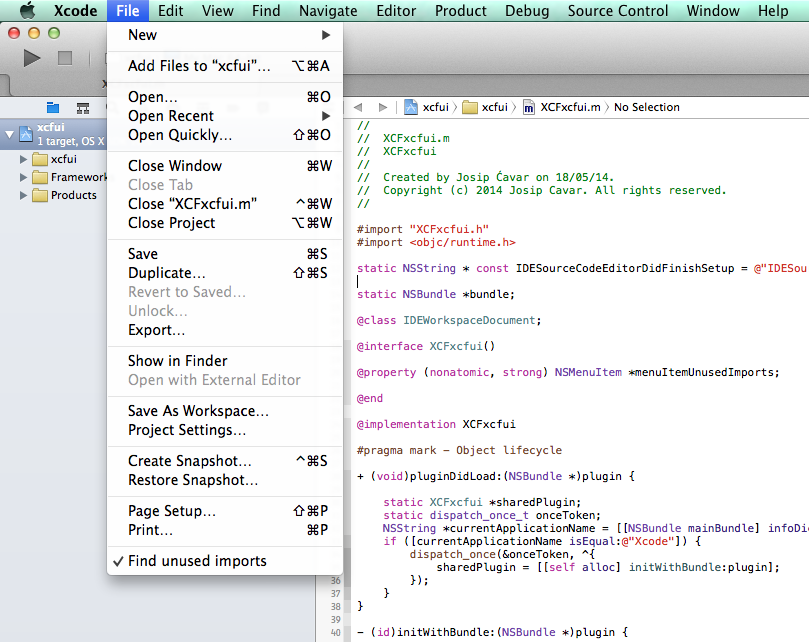 Xcode File Edit View Find Navigate Editor Product Debug Source Control Window Help
New
Add Files to “xcfui”... ⌥⌘A
Open... ⌘O
Open Recent
Open Quickly... ⇧⌘O
Close Window ⌘W
Close Tab
Close “XCFxcfui.m” ^⌘W
Close Project ⌥⌘W
Save ⌘S
Duplicate... ⇧⌘S
Revert to Saved...
Unlock...
Export...
Show in Finder
Open with External Editor
Save As Workspace...
Project Settings...
Create Snapshot... ^⌘S
Restore Snapshot...
Page Setup... ⇧⌘P
Print... ⌘P
✓ Find unused imports
xcfui
1 target, OS X
xcfui
Framework
Products
xcfui xcfui XCFxcfui.m No Selection
//
// XCFxcfui.m
// XCFxcfui
//
// Created by Josip Ćavar on 18/05/14.
// Copyright (c) 2014 Josip Cavar. All rights reserved.
//
#import "XCFxcfui.h"
#import <objc/runtime.h>
static NSString * const IDESourceCodeEditorDidFinishSetup = @"IDESou
static NSBundle *bundle;
@class IDEWorkspaceDocument;
@interface XCFxcfui()
@property (nonatomic, strong) NSMenuItem *menuItemUnusedImports;
@end
@implementation XCFxcfui
#pragma mark - Object lifecycle
+ (void)pluginDidLoad:(NSBundle *)plugin {
static XCFxcfui *sharedPlugin;
static dispatch_once_t onceToken;
NSString *currentApplicationName = [[NSBundle mainBundle] infoDi
if ([currentApplicationName isEqual:@"Xcode"]) {
dispatch_once(&onceToken, ^{
sharedPlugin = [[self alloc] initWithBundle:plugin];
36 });
37 }
38 }
39
40 - (id)initWithBundle:(NSBundle *)plugin {